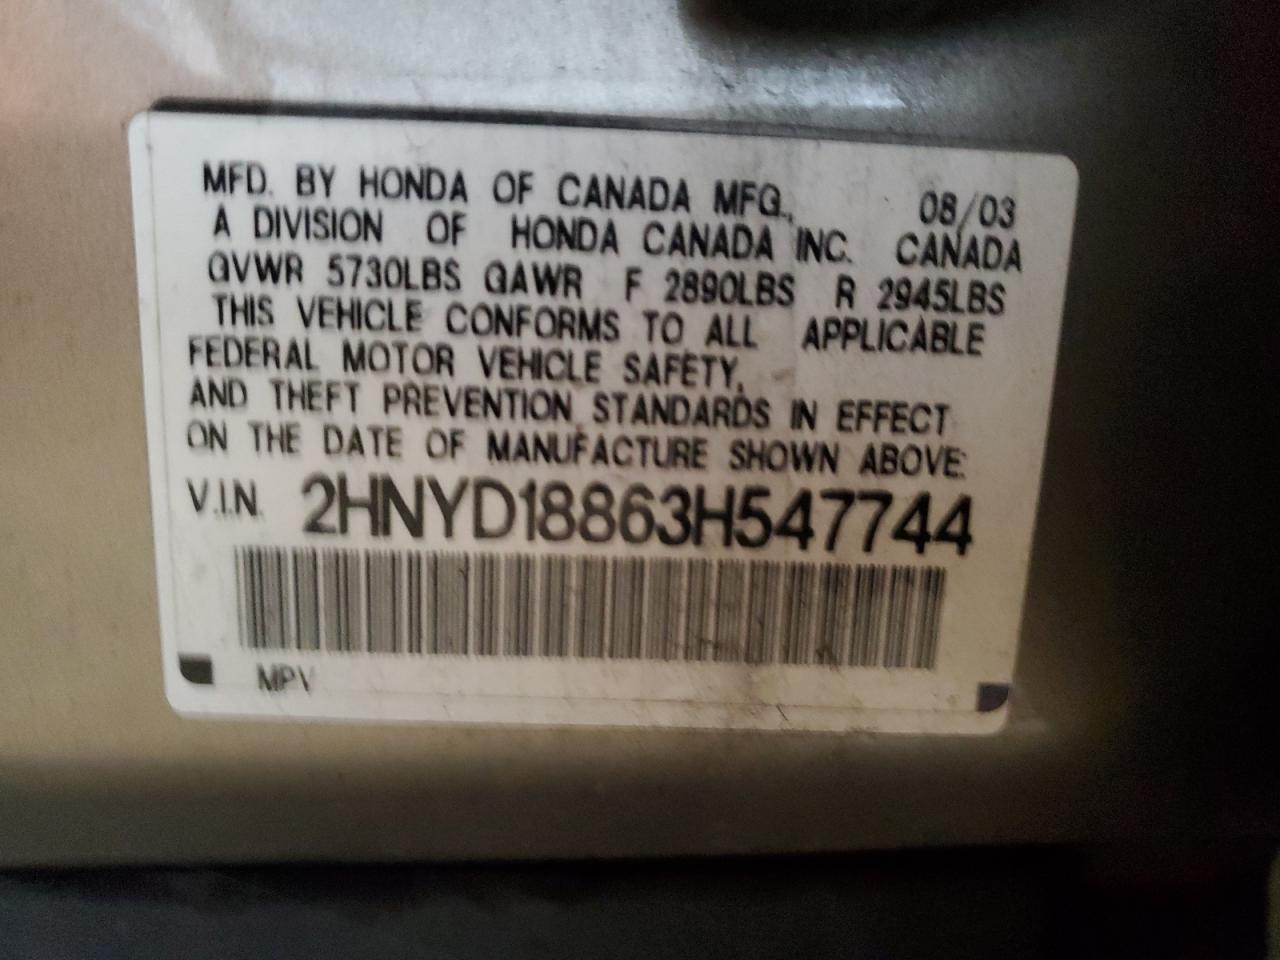 MFD. BY HONDA OF CANADA MFG., 08/03
A DIVISION OF HONDA CANADA INC. CANADA
GVWR 5730LBS GAWR F 2890LBS R 2945LBS
THIS VEHICLE CONFORMS TO ALL APPLICABLE
FEDERAL MOTOR VEHICLE SAFETY,
AND THEFT PREVENTION STANDARDS IN EFFECT
ON THE DATE OF MANUFACTURE SHOWN ABOVE:
V.I.N. 2HNYD18863H547744
MPV